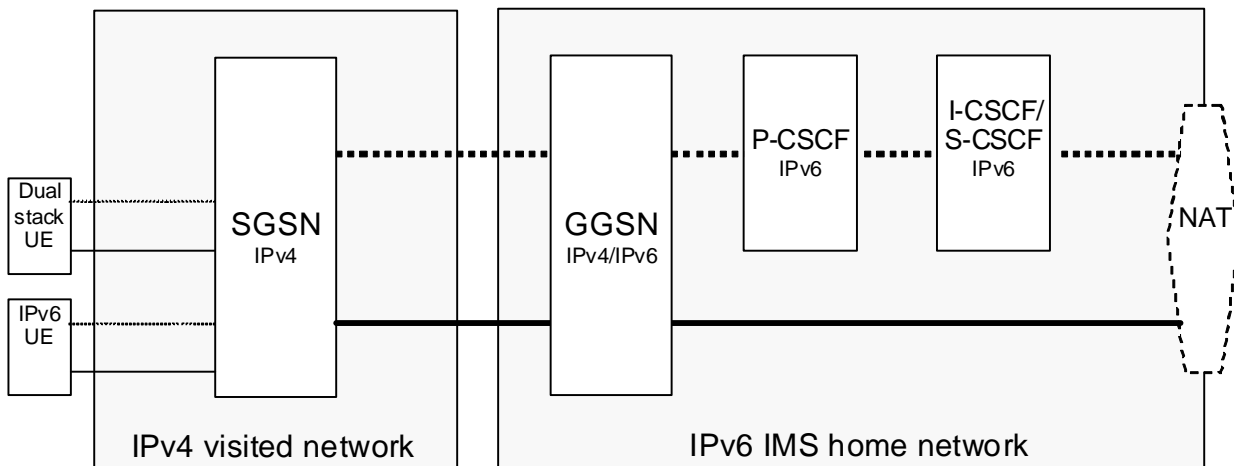 Dual
stack
UE
IPv6
UE
SGSN
IPv4
GGSN
IPv4/IPv6
P-CSCF
IPv6
I-CSCF/
S-CSCF
IPv6
NAT
IPv4 visited network
IPv6 IMS home network